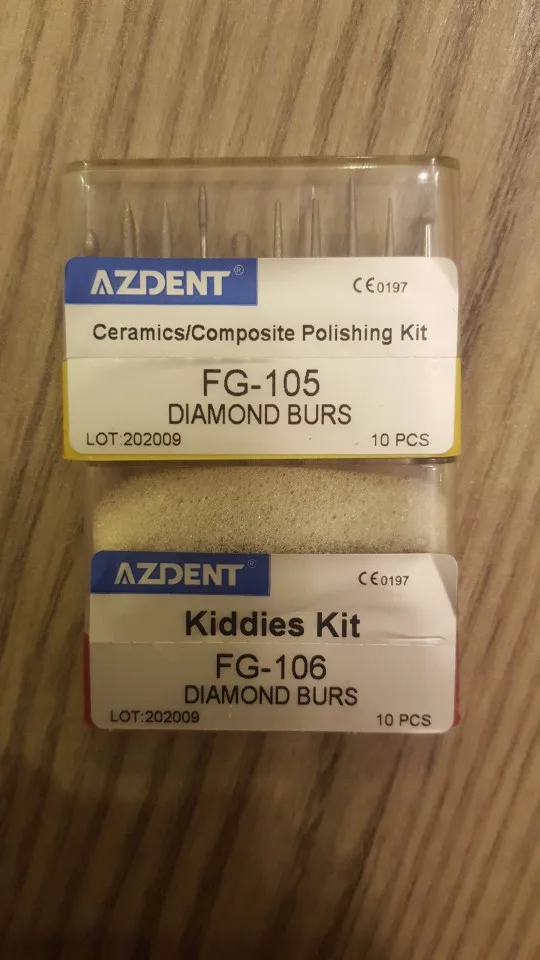 AZDENT® CE0197
Ceramics/Composite Polishing Kit
FG-105
DIAMOND BURS
LOT:202009 10 PCS
AZDENT® CE0197
Kiddies Kit
FG-106
DIAMOND BURS
LOT:202009 10 PCS